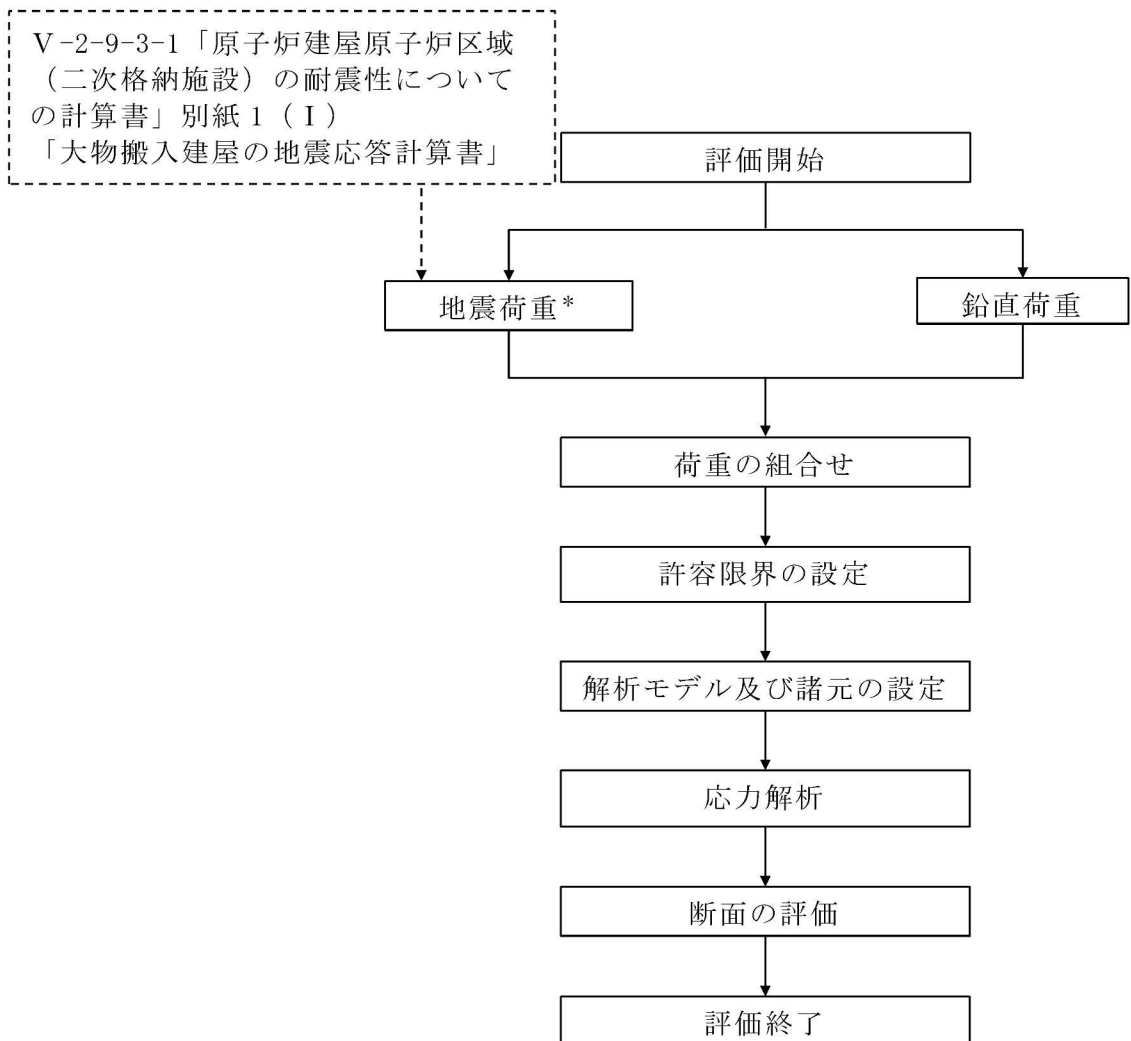 Ⅴ-2-9-3-1「原子炉建屋原子炉区域
（二次格納施設）の耐震性について
の計算書」別紙1（Ⅰ）
「大物搬入建屋の地震応答計算書」
評価開始
地震荷重*
鉛直荷重
荷重の組合せ
許容限界の設定
解析モデル及び諸元の設定
応力解析
断面の評価
評価終了